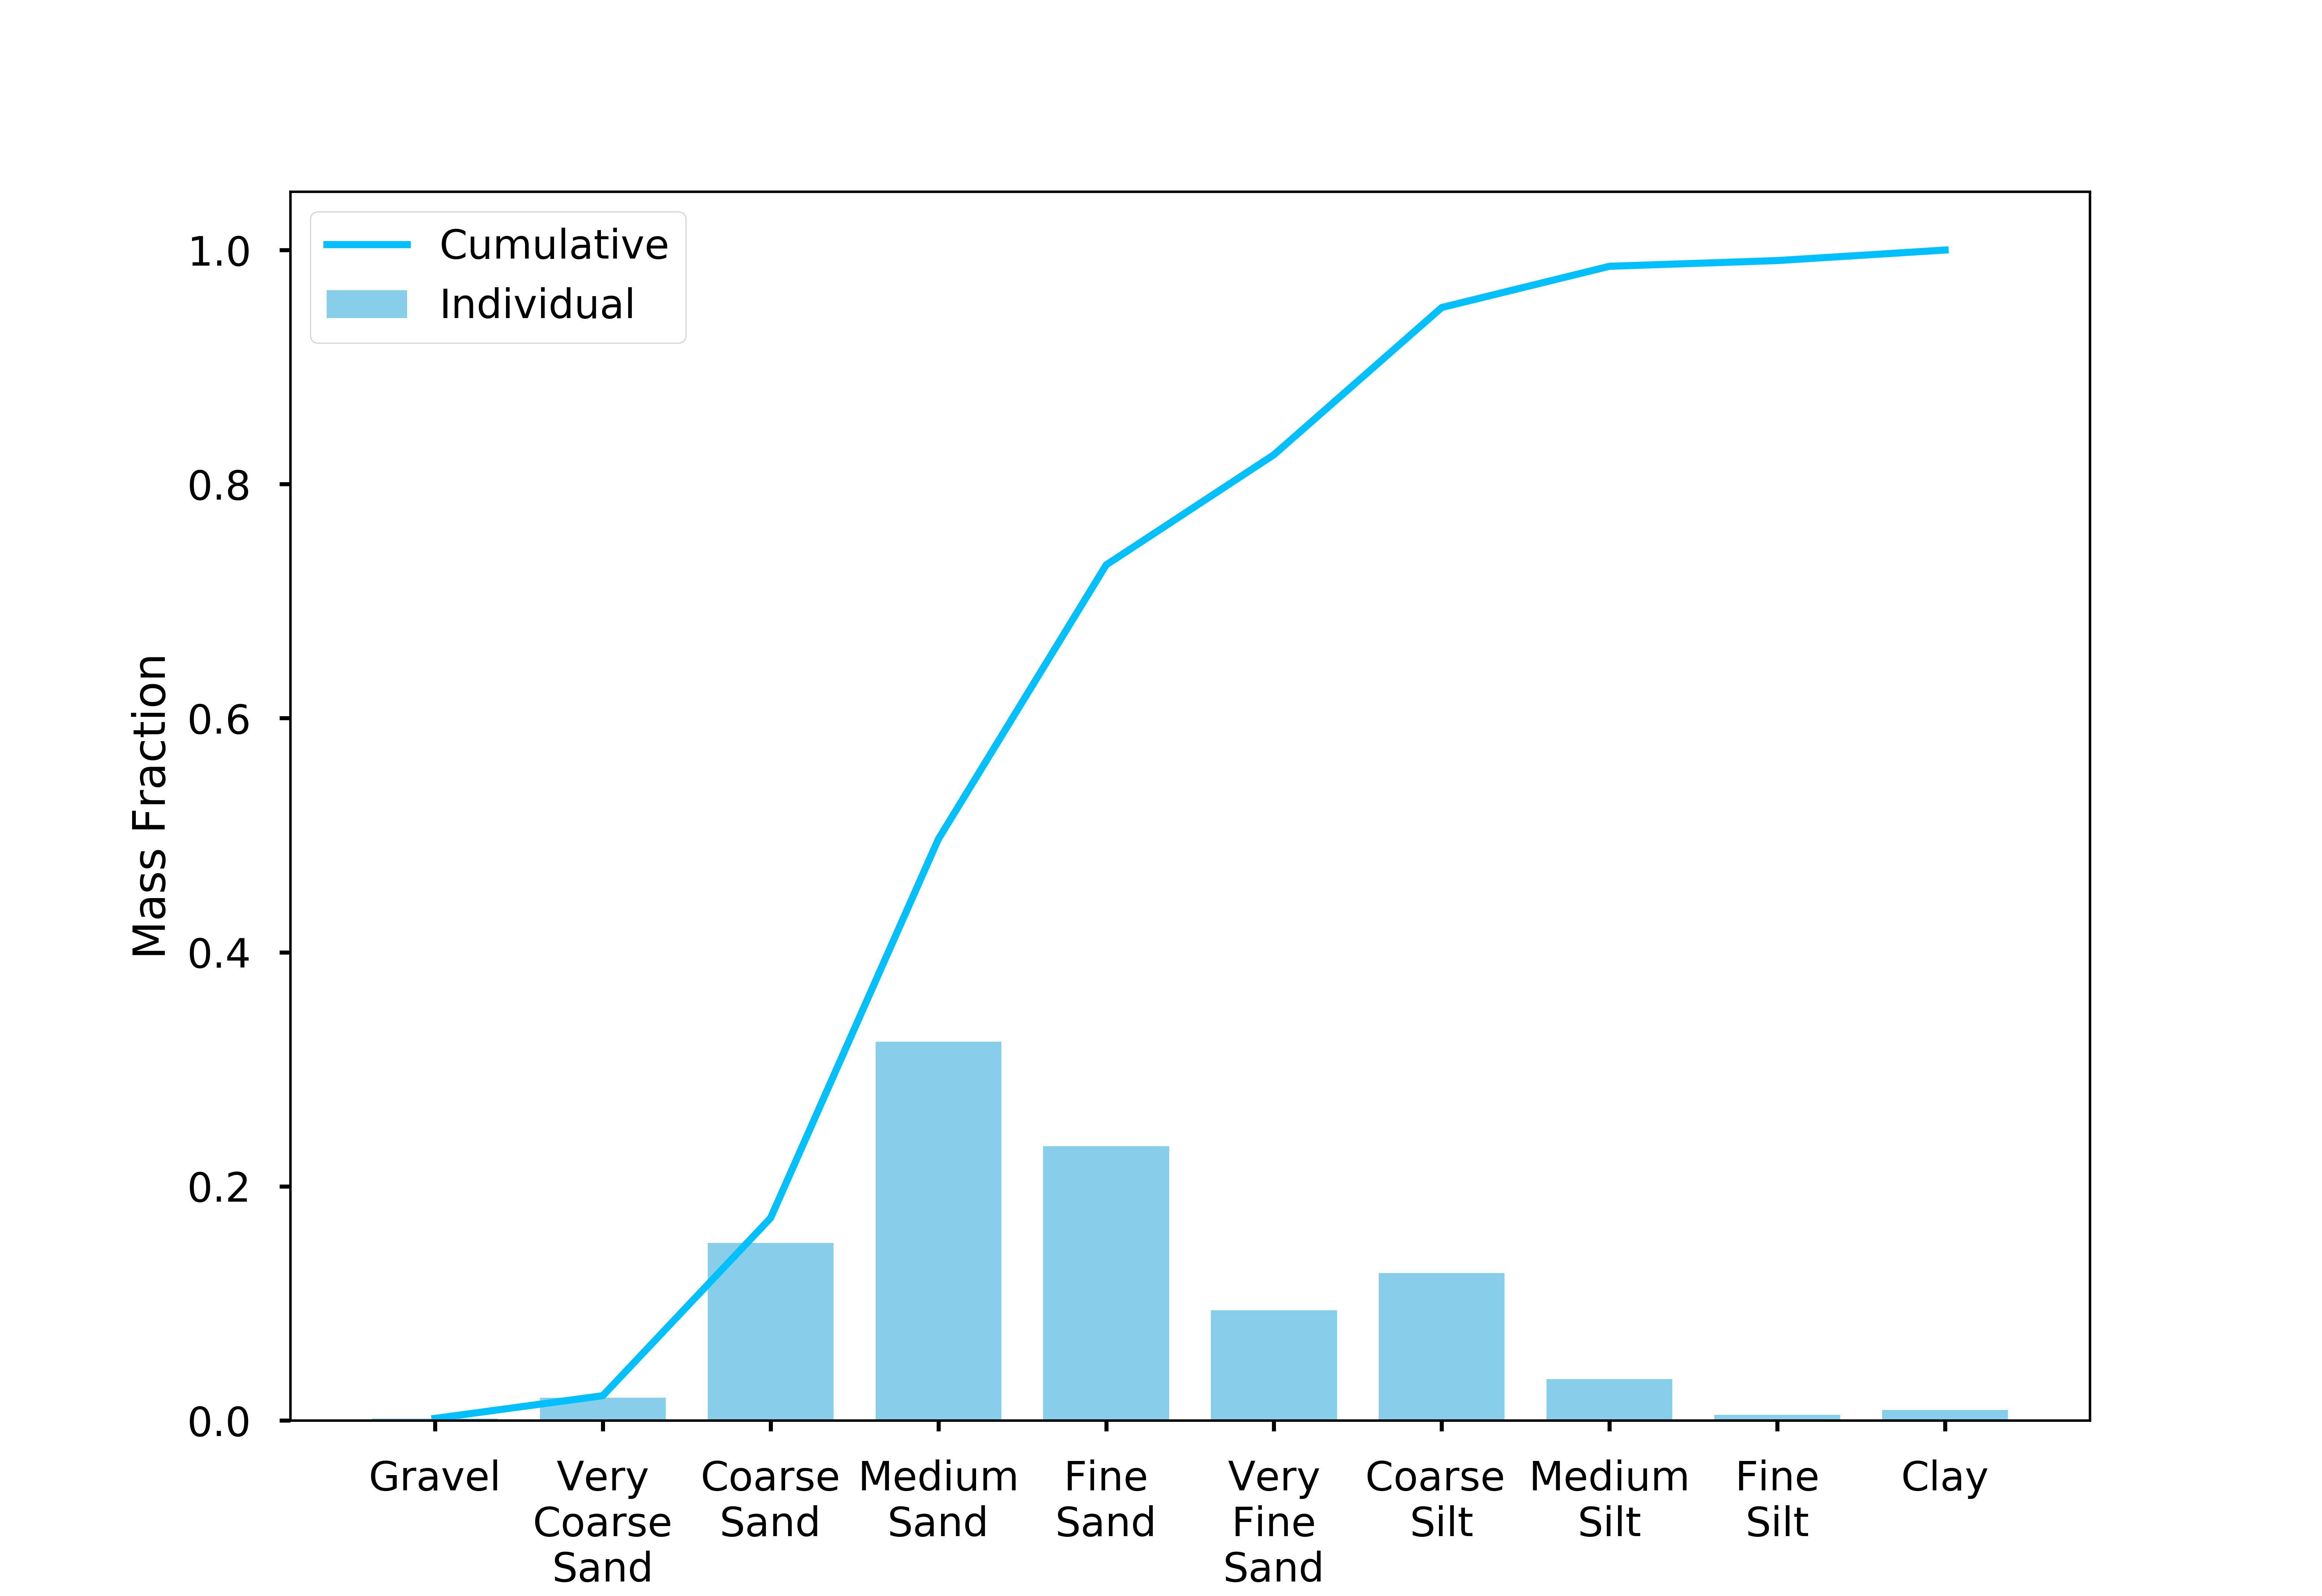 Cumulative
Individual
1.0
0.8
0.6
0.4
0.2
0.0
Mass Fraction
Gravel
Very
Coarse
Sand
Coarse
Sand
Medium
Sand
Fine
Sand
Very
Fine
Sand
Coarse
Silt
Medium
Silt
Fine
Silt
Clay